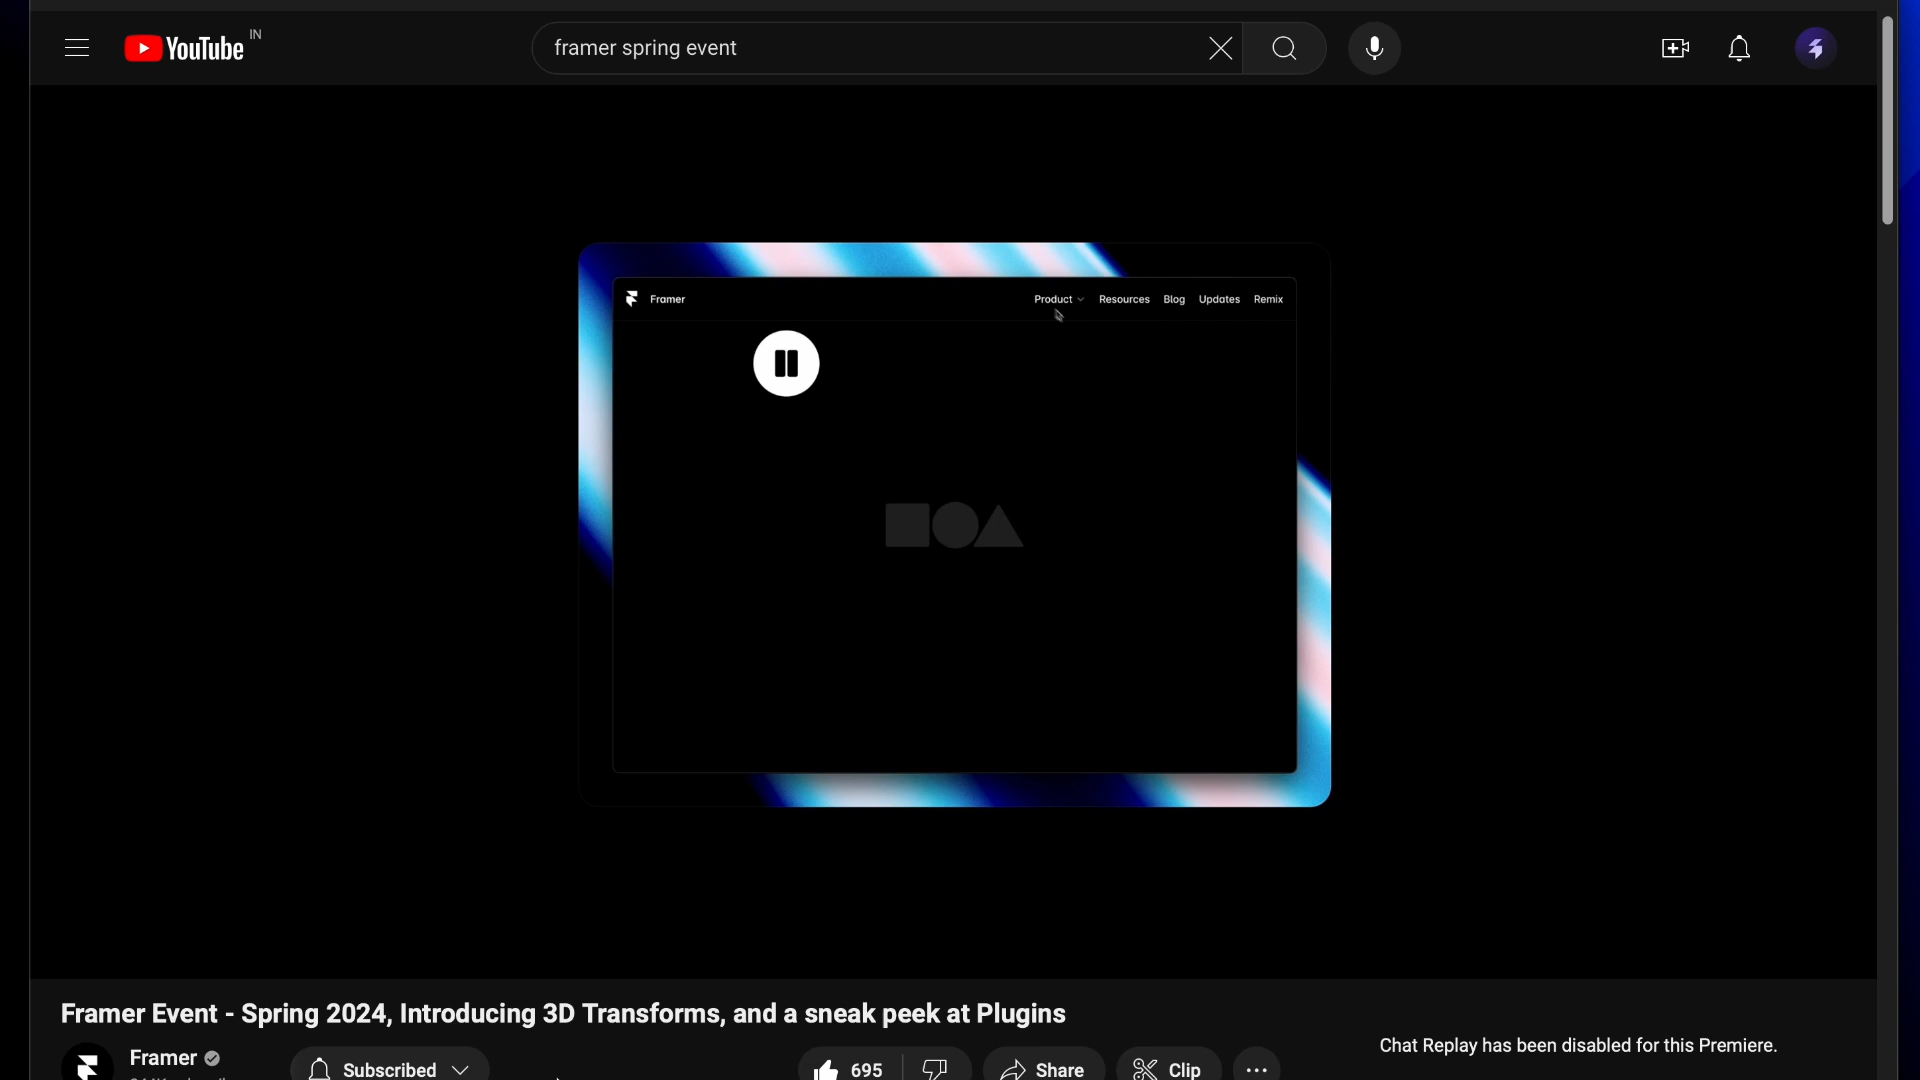 YouTube IN
framer spring event
Framer
Product Resources Blog Updates Remix
Framer Event - Spring 2024, Introducing 3D Transforms, and a sneak peek at Plugins
Framer
Subscribed
695
Share
Clip
Chat Replay has been disabled for this Premiere.